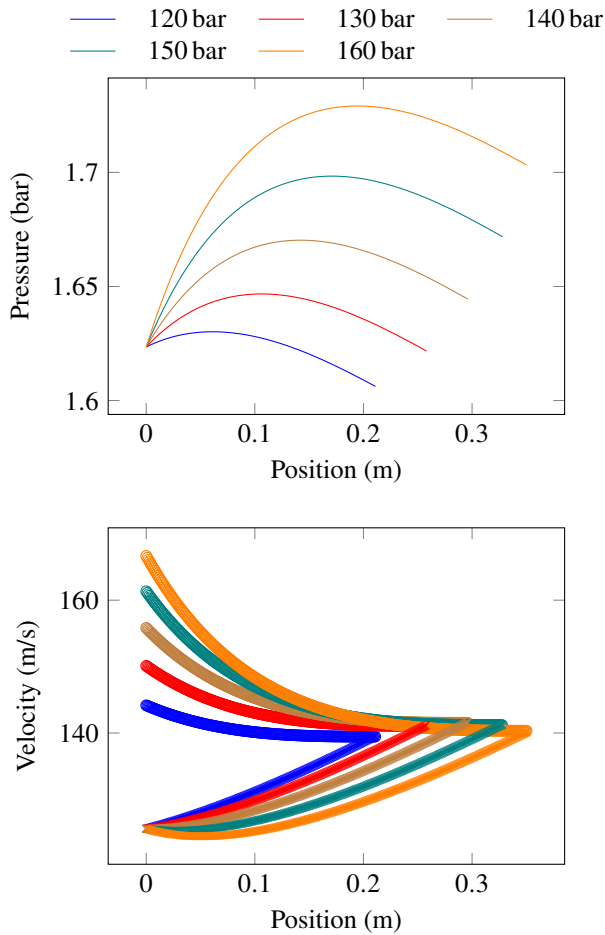 120 bar 130 bar 140 bar
150 bar 160 bar
Pressure (bar)
1.7
1.65
1.6
0 0.1 0.2 0.3
Position (m)
Velocity (m/s)
160
140
0 0.1 0.2 0.3
Position (m)